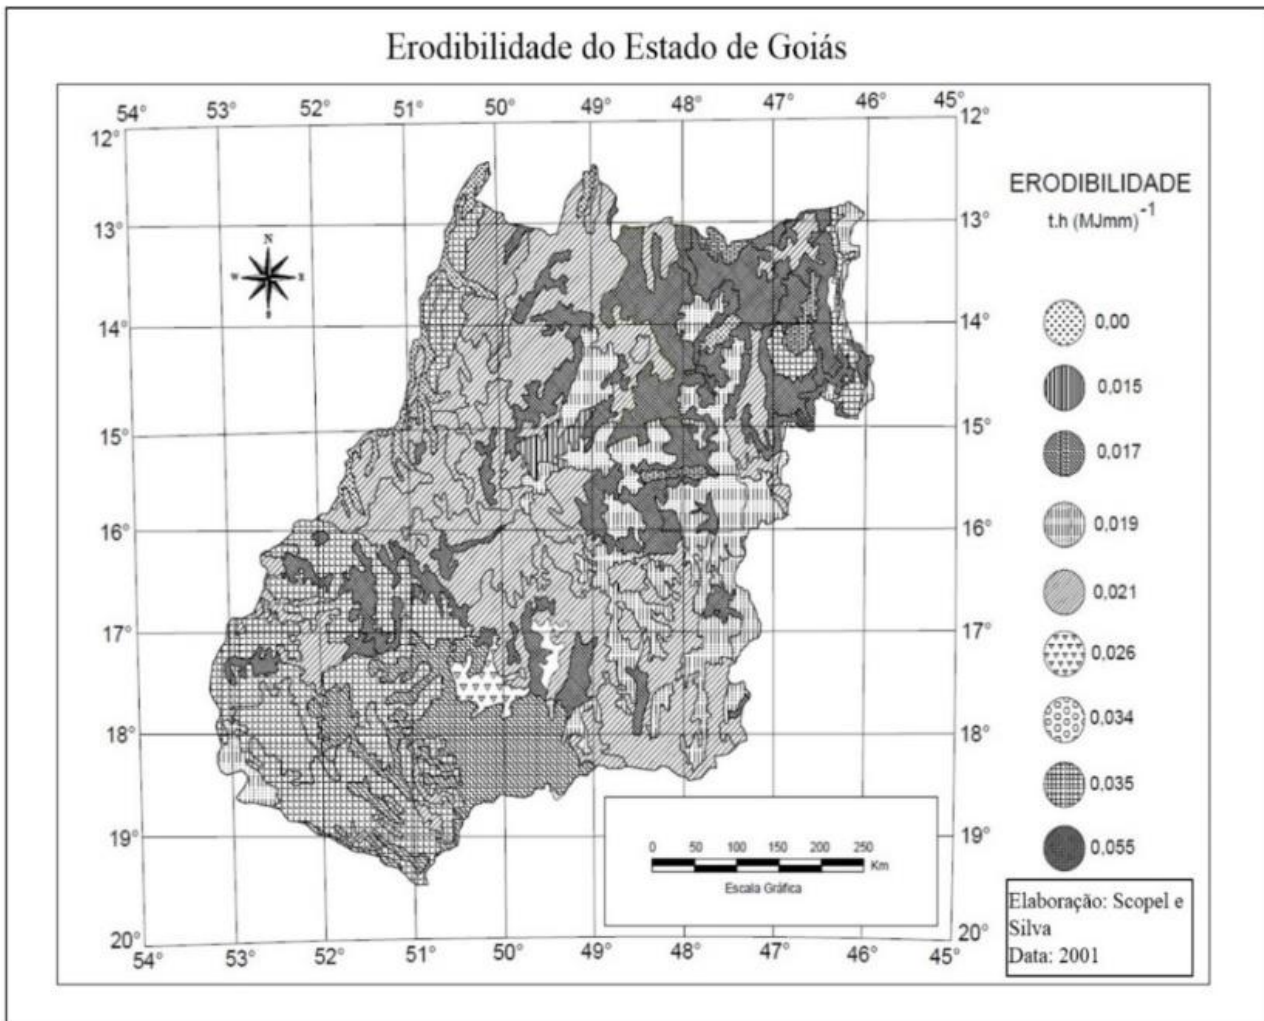 Erodibilidade do Estado de Goiás
54° 53° 52° 51° 50° 49° 48° 47° 46° 45°
12° 12°
13° 13°
14° 14°
15° 15°
16° 16°
17° 17°
18° 18°
19° 19°
20° 20°
54° 53° 52° 51° 50° 49° 48° 47° 46° 45°
N
W E
S
0 50 100 150 200 250
Km
Escala Gráfica
ERODIBILIDADE
t.h (MJmm)-1
0,00
0,015
0,017
0,019
0,021
0,026
0,034
0,035
0,055
Elaboração: Scopel e
Silva
Data: 2001